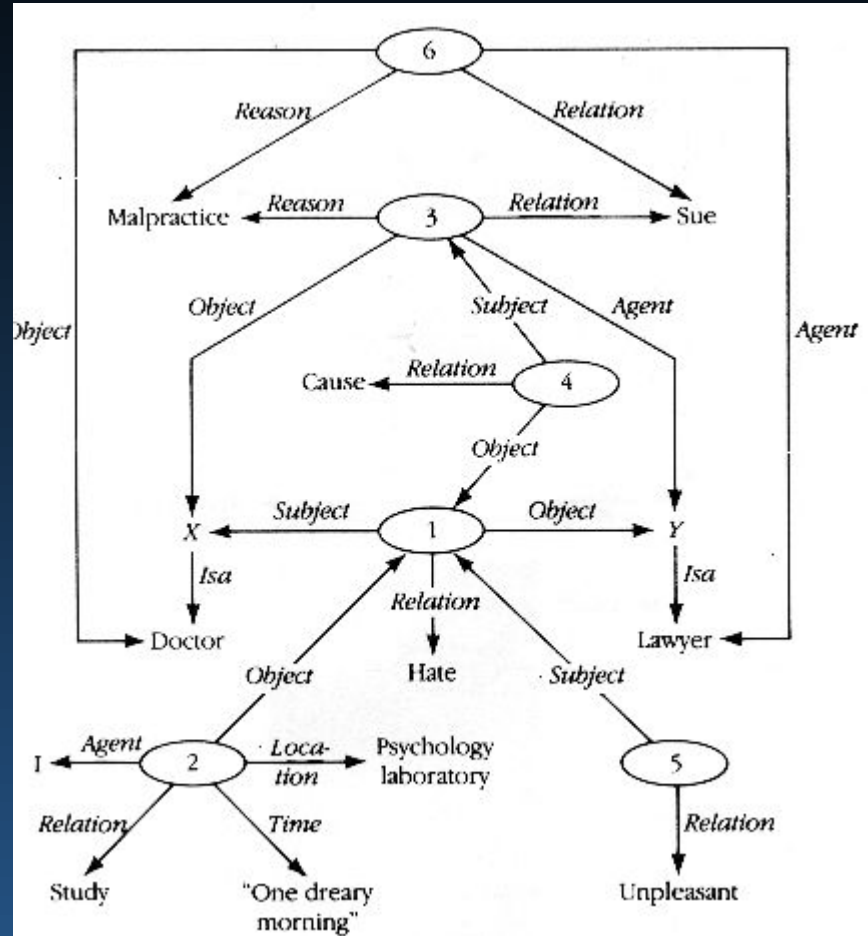 6
Reason
Relation
Malpractice
Reason
3
Relation
Sue
Object
Subject
Agent
Object
Agent
Cause
Relation
4
Object
X
Subject
1
Object
Y
Isa
Relation
Isa
Doctor
Lawyer
Object
Hate
Subject
I
Agent
2
Loca-
tion
Psychology
laboratory
5
Relation
Time
Relation
Study
"One dreary
morning"
Unpleasant